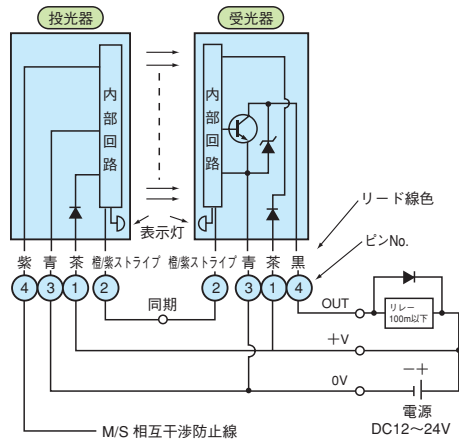 投光器
受光器
内部回路
内部回路
表示灯
リード線色
ピンNo.
紫 青 茶 橙/紫ストライプ
橙/紫ストライプ 青 茶 黒
4 3 1 2
2 3 1 4
同期
OUT
リレー
100m以下
+V
0V
−+
電源
DC12〜24V
M/S 相互干渉防止線